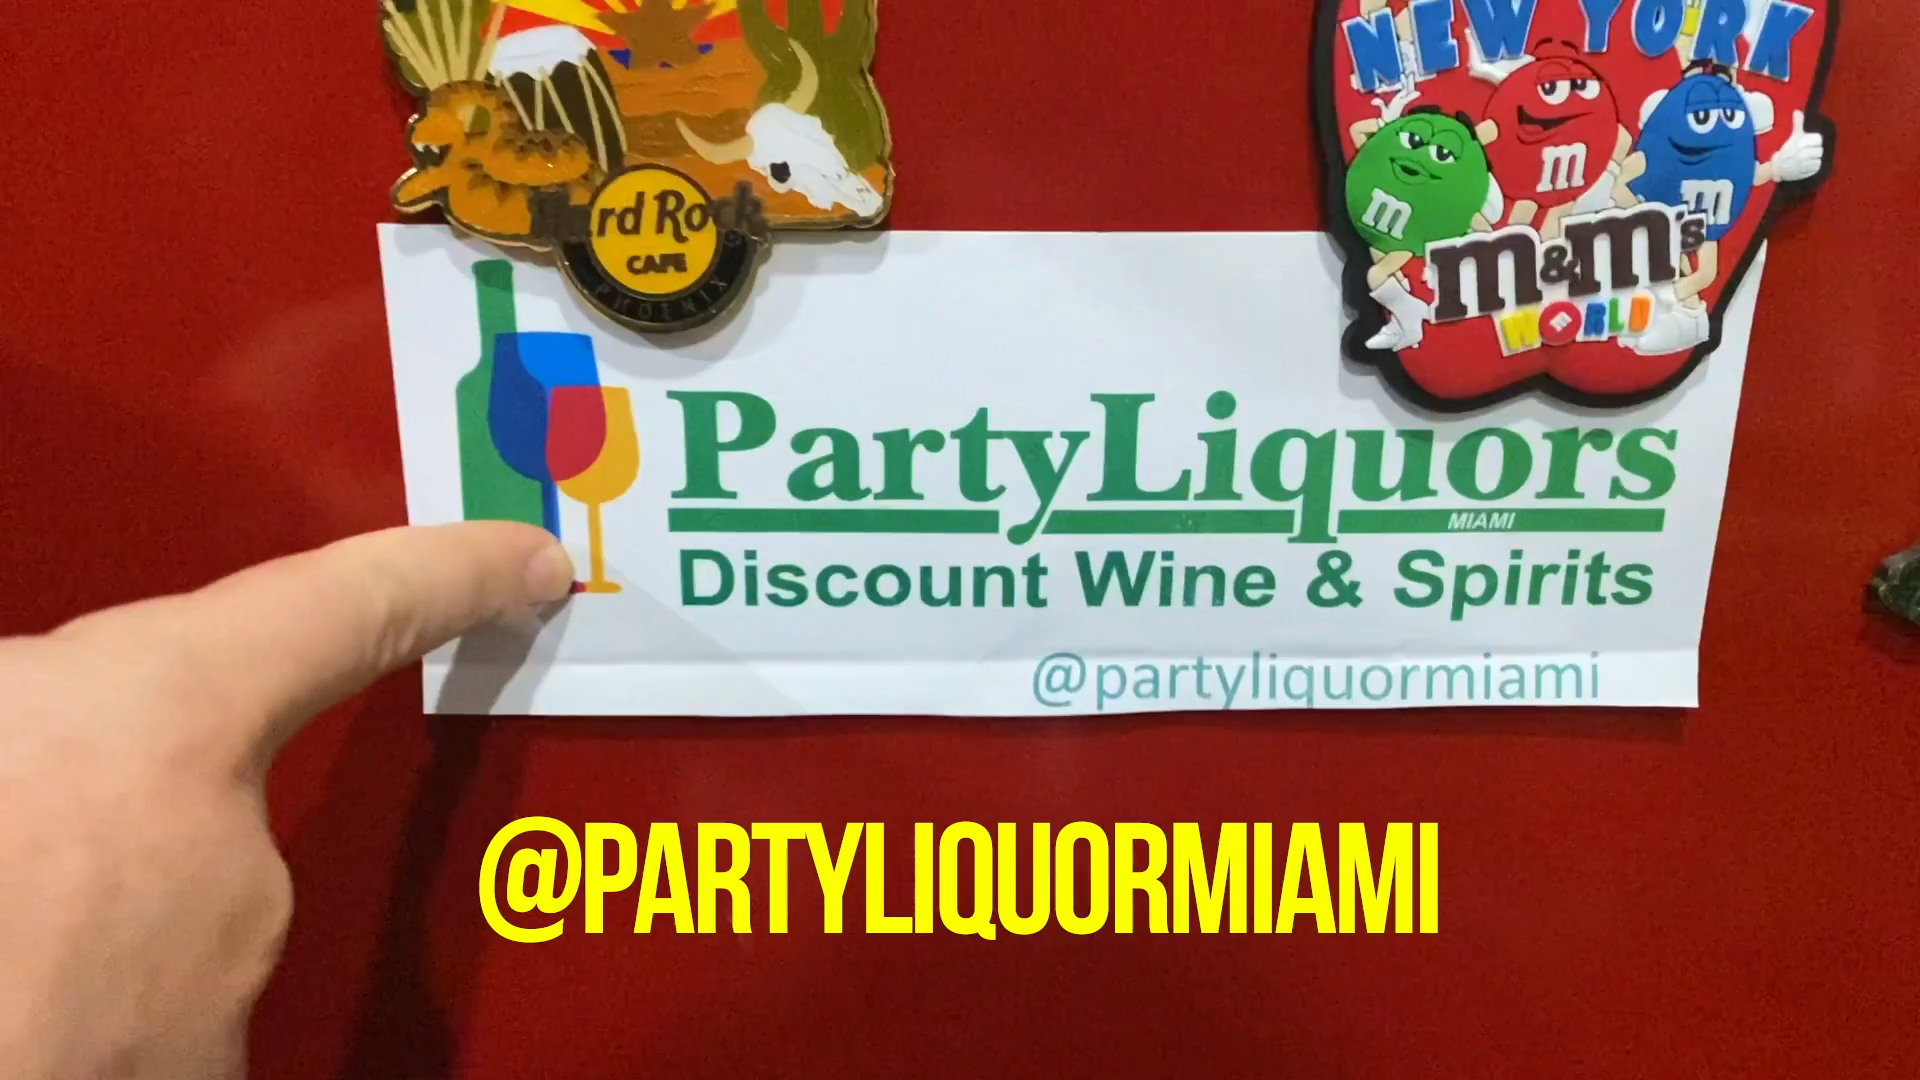 NEW YORK
m
m
m
m&m's
WORLD
Hard Rock
CAFE
PHOENIX
PartyLiquors
MIAMI
Discount Wine & Spirits
@partyliquormiami
@PARTYLIQUORMIAMI